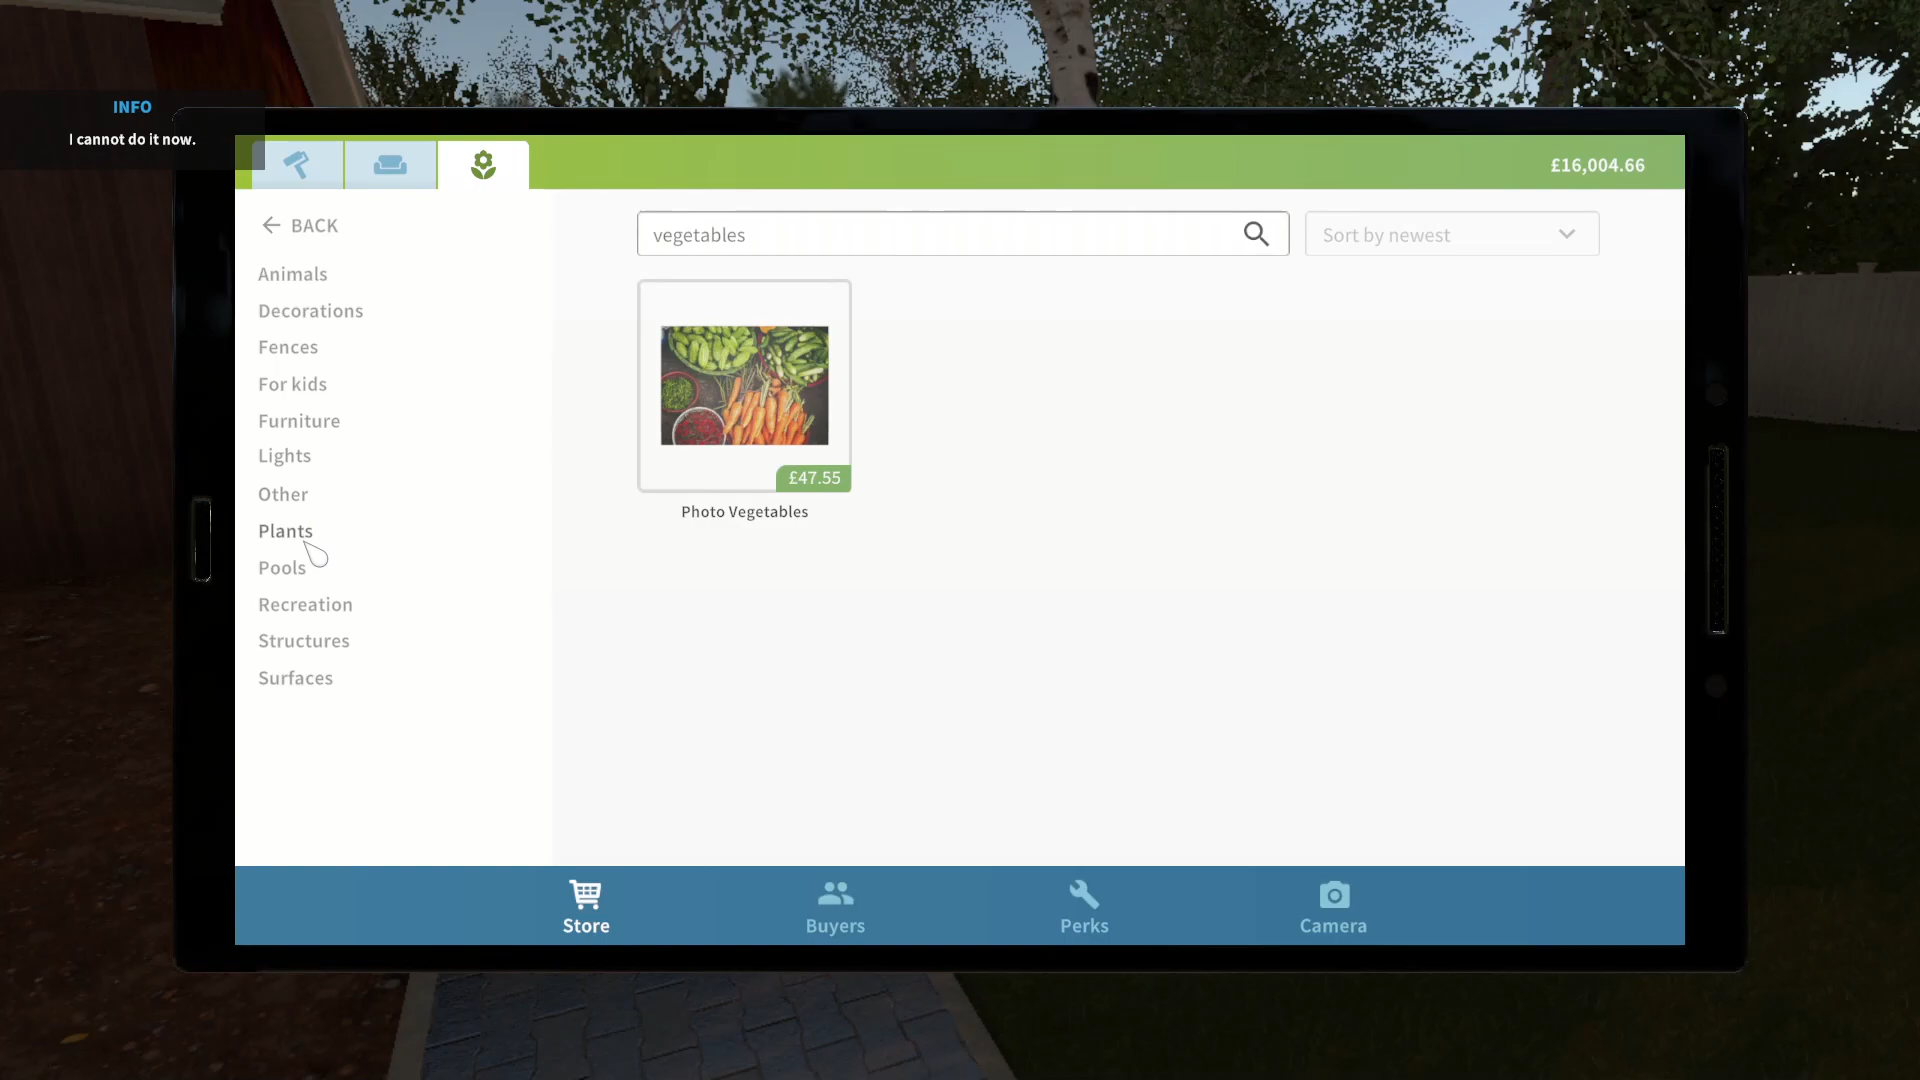 INFO
I cannot do it now.
£16,004.66
BACK
vegetables
Sort by newest
Animals
Decorations
Fences
For kids
Furniture
Lights
Other
Plants
Pools
Recreation
Structures
Surfaces
£47.55
Photo Vegetables
Store
Buyers
Perks
Camera